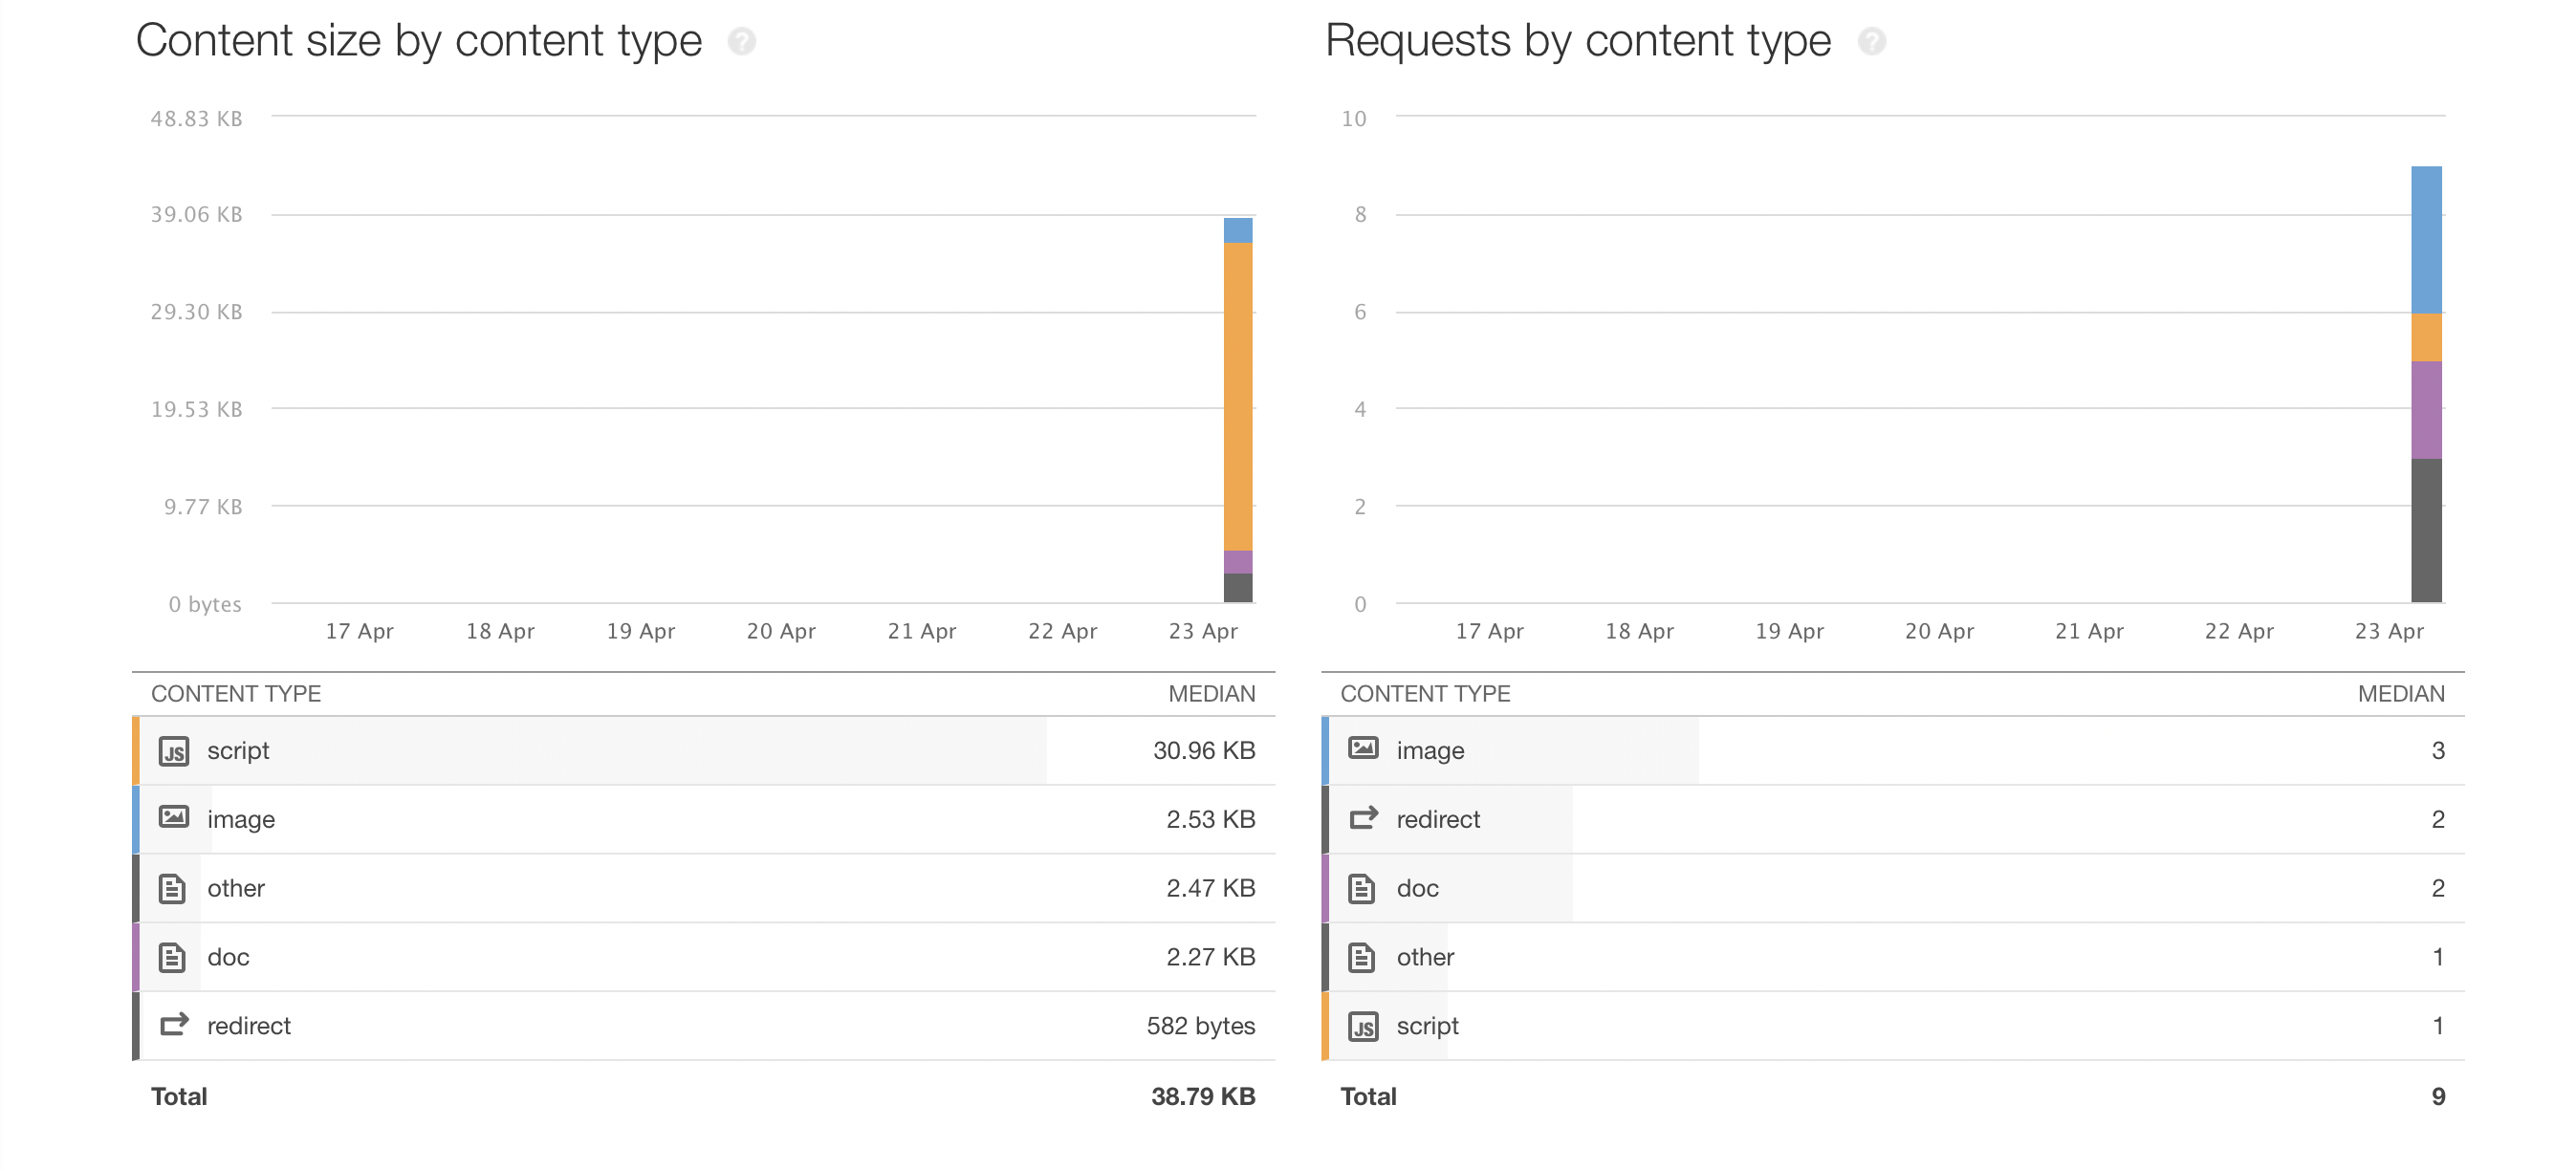 Content size by content type ?
48.83 KB
39.06 KB
29.30 KB
19.53 KB
9.77 KB
0 bytes
17 Apr 18 Apr 19 Apr 20 Apr 21 Apr 22 Apr 23 Apr
CONTENT TYPE MEDIAN
JS script 30.96 KB
image 2.53 KB
other 2.47 KB
doc 2.27 KB
redirect 582 bytes
Total 38.79 KB
Requests by content type ?
10
8
6
4
2
0
17 Apr 18 Apr 19 Apr 20 Apr 21 Apr 22 Apr 23 Apr
CONTENT TYPE MEDIAN
image 3
redirect 2
doc 2
other 1
JS script 1
Total 9